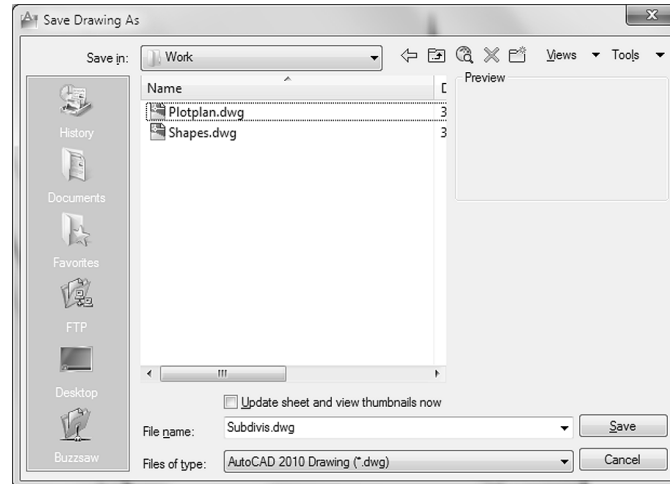 Save Drawing As
Save in: Work Views Tools
Name D Preview
Plotplan.dwg 3
Shapes.dwg 3
History
Documents
Favorites
FTP
Desktop
Buzzsaw
Update sheet and view thumbnails now
File name: Subdivis.dwg Save
Files of type: AutoCAD 2010 Drawing (*.dwg) Cancel